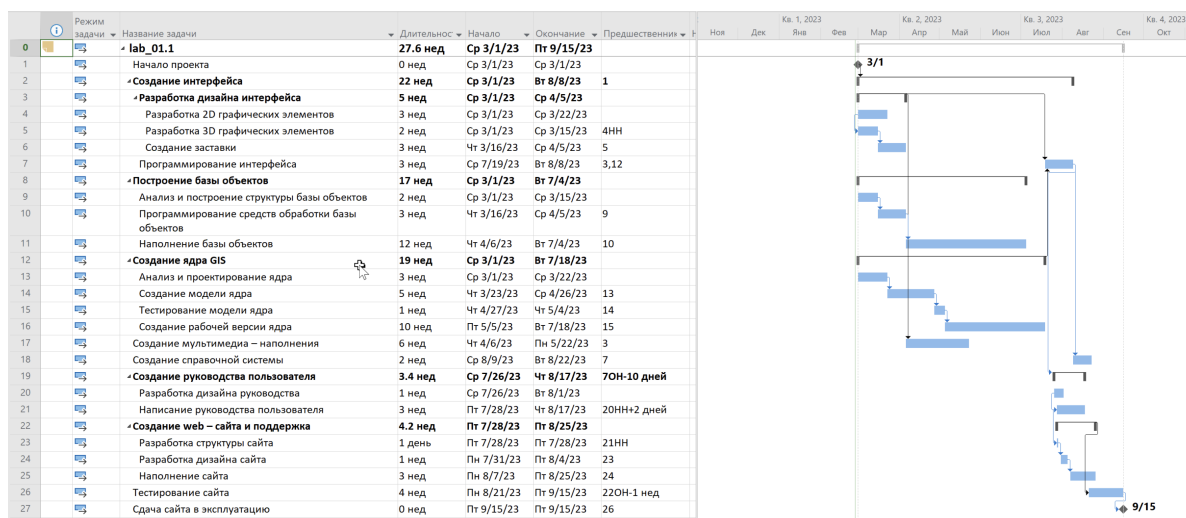 Режим задачи Название задачи Длительнос Начало Окончание Предшественник
Кв. 1, 2023 Кв. 2, 2023 Кв. 3, 2023 Кв. 4, 2023
Ноя Дек Янв Фев Мар Апр Май Июн Июл Авг Сен Окт
0 lab_01.1 27.6 нед Ср 3/1/23 Пт 9/15/23
1 Начало проекта 0 нед Ср 3/1/23 Ср 3/1/23 3/1
2 Создание интерфейса 22 нед Ср 3/1/23 Вт 8/8/23 1
3 Разработка дизайна интерфейса 5 нед Ср 3/1/23 Ср 4/5/23
4 Разработка 2D графических элементов 3 нед Ср 3/1/23 Ср 3/22/23
5 Разработка 3D графических элементов 2 нед Ср 3/1/23 Ср 3/15/23 4НН
6 Создание заставки 3 нед Чт 3/16/23 Ср 4/5/23 5
7 Программирование интерфейса 3 нед Ср 7/19/23 Вт 8/8/23 3,12
8 Построение базы объектов 17 нед Ср 3/1/23 Вт 7/4/23
9 Анализ и построение структуры базы объектов 2 нед Ср 3/1/23 Ср 3/15/23
10 Программирование средств обработки базы объектов 3 нед Чт 3/16/23 Ср 4/5/23 9
11 Наполнение базы объектов 12 нед Чт 4/6/23 Вт 7/4/23 10
12 Создание ядра GIS 19 нед Ср 3/1/23 Вт 7/18/23
13 Анализ и проектирование ядра 3 нед Ср 3/1/23 Ср 3/22/23
14 Создание модели ядра 5 нед Чт 3/23/23 Ср 4/26/23 13
15 Тестирование модели ядра 1 нед Чт 4/27/23 Чт 5/4/23 14
16 Создание рабочей версии ядра 10 нед Пт 5/5/23 Вт 7/18/23 15
17 Создание мультимедиа – наполнения 6 нед Чт 4/6/23 Пн 5/22/23 3
18 Создание справочной системы 2 нед Ср 8/9/23 Вт 8/22/23 7
19 Создание руководства пользователя 3.4 нед Ср 7/26/23 Чт 8/17/23 7ОН-10 дней
20 Разработка дизайна руководства 1 нед Ср 7/26/23 Вт 8/1/23
21 Написание руководства пользователя 3 нед Пт 7/28/23 Чт 8/17/23 20НН+2 дней
22 Создание web – сайта и поддержка 4.2 нед Пт 7/28/23 Пт 8/25/23
23 Разработка структуры сайта 1 день Пт 7/28/23 Пт 7/28/23 21НН
24 Разработка дизайна сайта 1 нед Пн 7/31/23 Пт 8/4/23 23
25 Наполнение сайта 3 нед Пн 8/7/23 Пт 8/25/23 24
26 Тестирование сайта 4 нед Пн 8/21/23 Пт 9/15/23 22ОН-1 нед
27 Сдача сайта в эксплуатацию 0 нед Пт 9/15/23 Пт 9/15/23 26 9/15